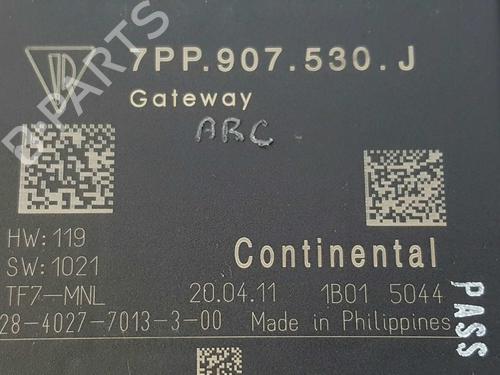 7PP.907.530.J
Gateway
ARC
HW:119
SW:1021
Continental
TF7-MNL 20.04.11 1B01 5044
28-4027-7013-3-00 Made in Philippines
PASS
B-PARTS